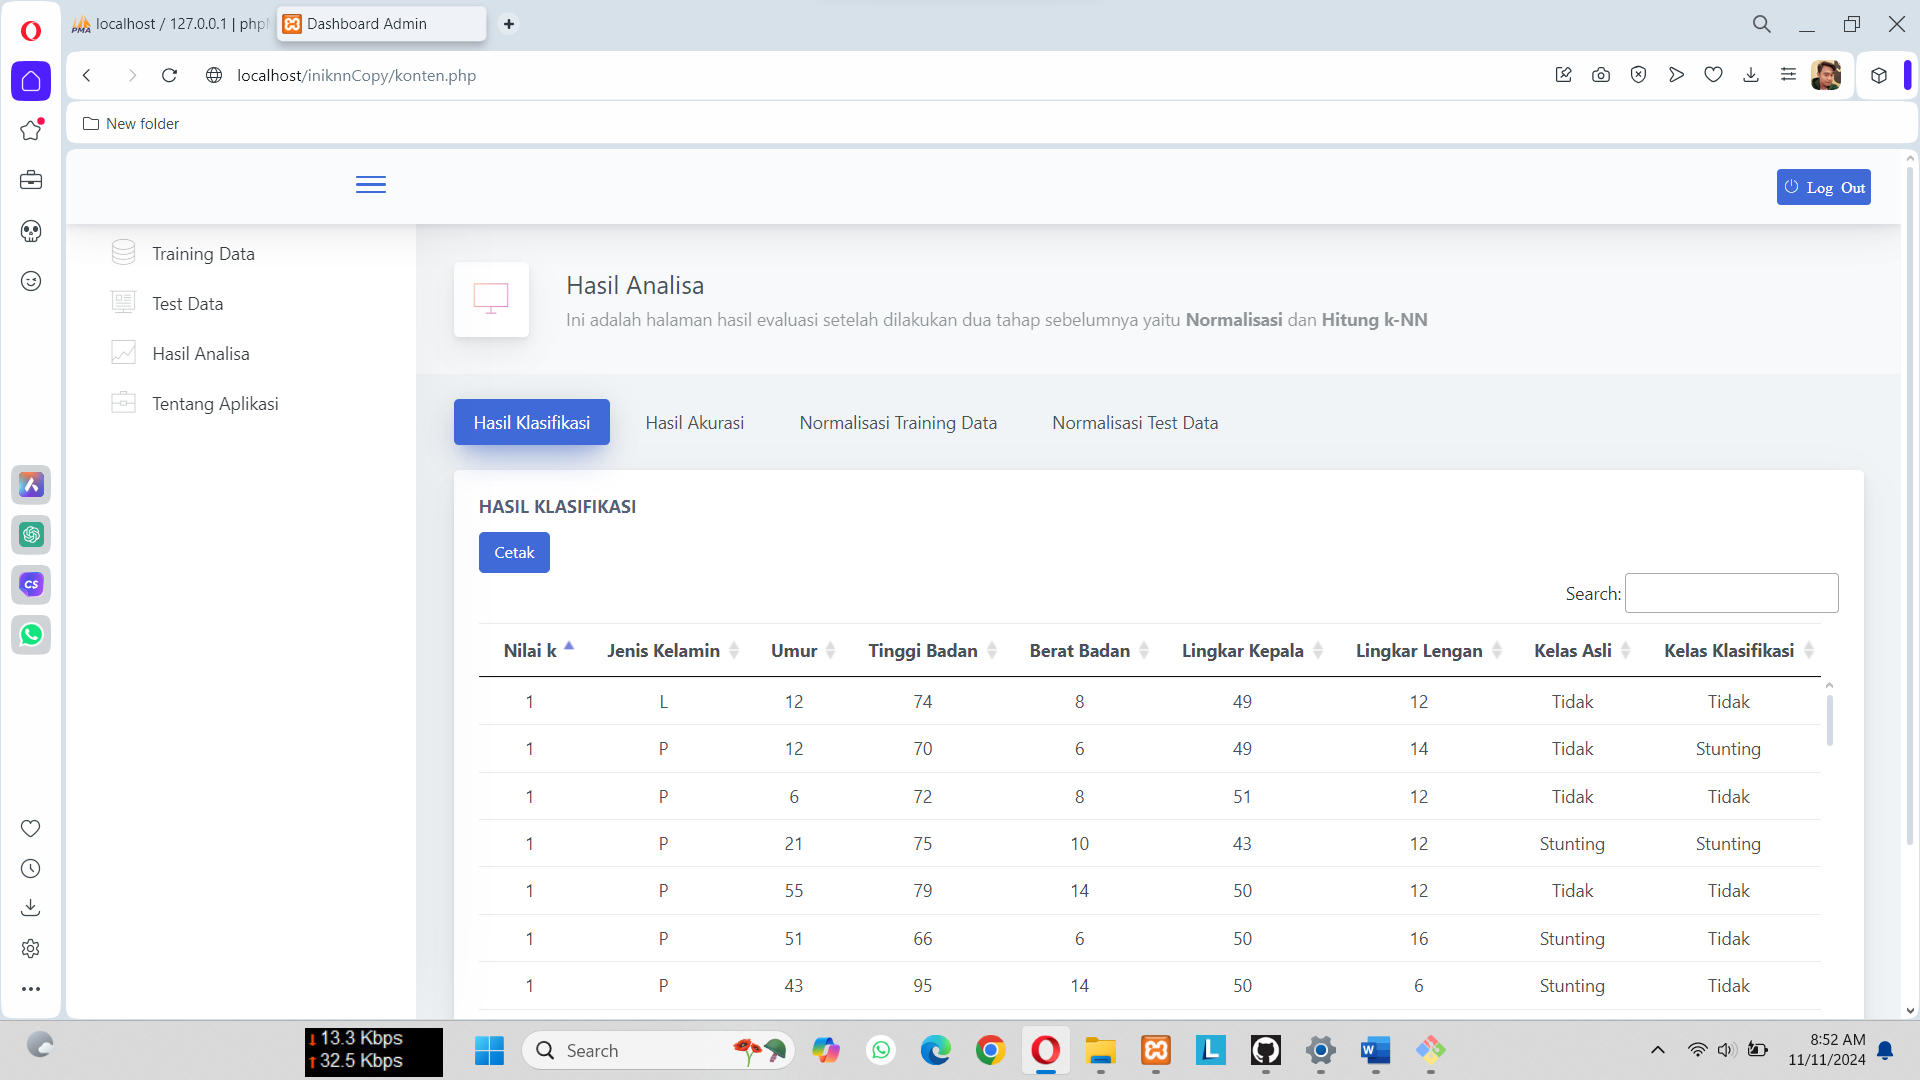 localhost / 127.0.0.1 | php
Dashboard Admin
localhost/iniknnCopy/konten.php
New folder
Log Out
Training Data
Test Data
Hasil Analisa
Tentang Aplikasi
Hasil Analisa
Ini adalah halaman hasil evaluasi setelah dilakukan dua tahap sebelumnya yaitu Normalisasi dan Hitung k-NN
Hasil Klasifikasi Hasil Akurasi Normalisasi Training Data Normalisasi Test Data
HASIL KLASIFIKASI
Cetak
Search:
Nilai k Jenis Kelamin Umur Tinggi Badan Berat Badan Lingkar Kepala Lingkar Lengan Kelas Asli Kelas Klasifikasi
1 L 12 74 8 49 12 Tidak Tidak
1 P 12 70 6 49 14 Tidak Stunting
1 P 6 72 8 51 12 Tidak Tidak
1 P 21 75 10 43 12 Stunting Stunting
1 P 55 79 14 50 12 Tidak Tidak
1 P 51 66 6 50 16 Stunting Tidak
1 P 43 95 14 50 6 Stunting Tidak
CS
PMA
13.3 Kbps
32.5 Kbps
Search
8:52 AM
11/11/2024